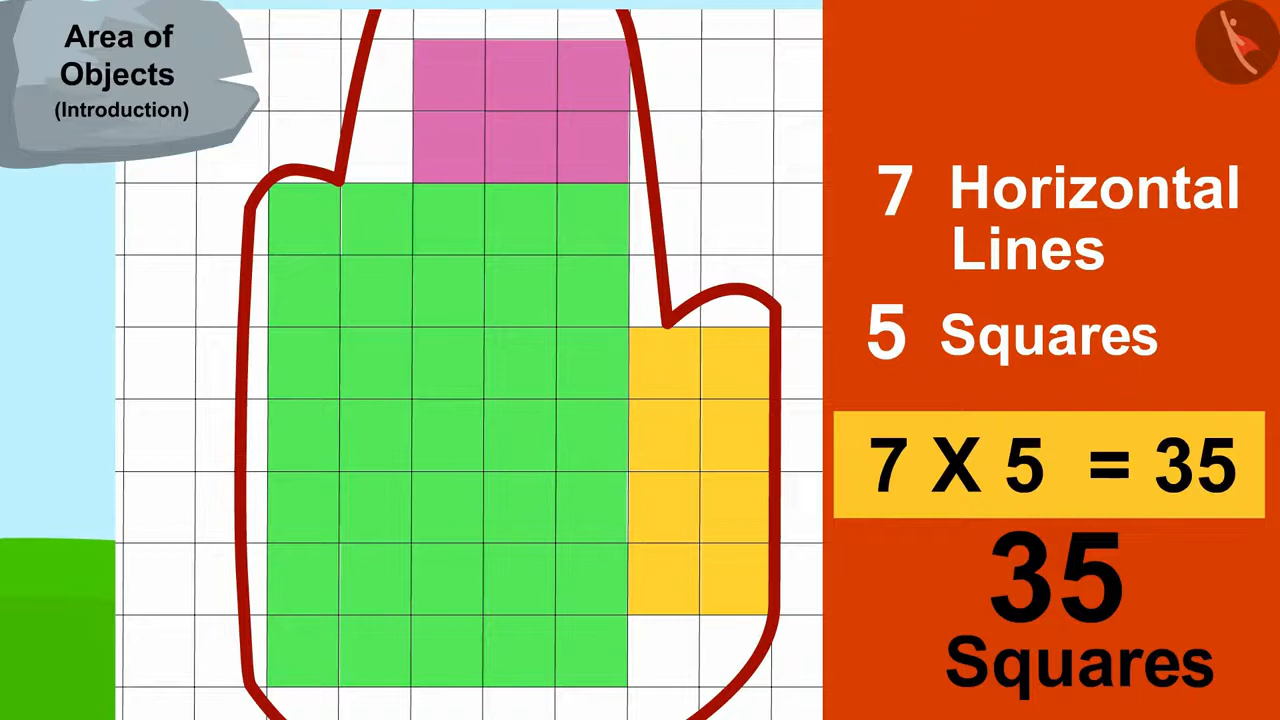 Area of
Objects
(Introduction)
7 Horizontal
Lines
5 Squares
7 X 5 = 35
35
Squares